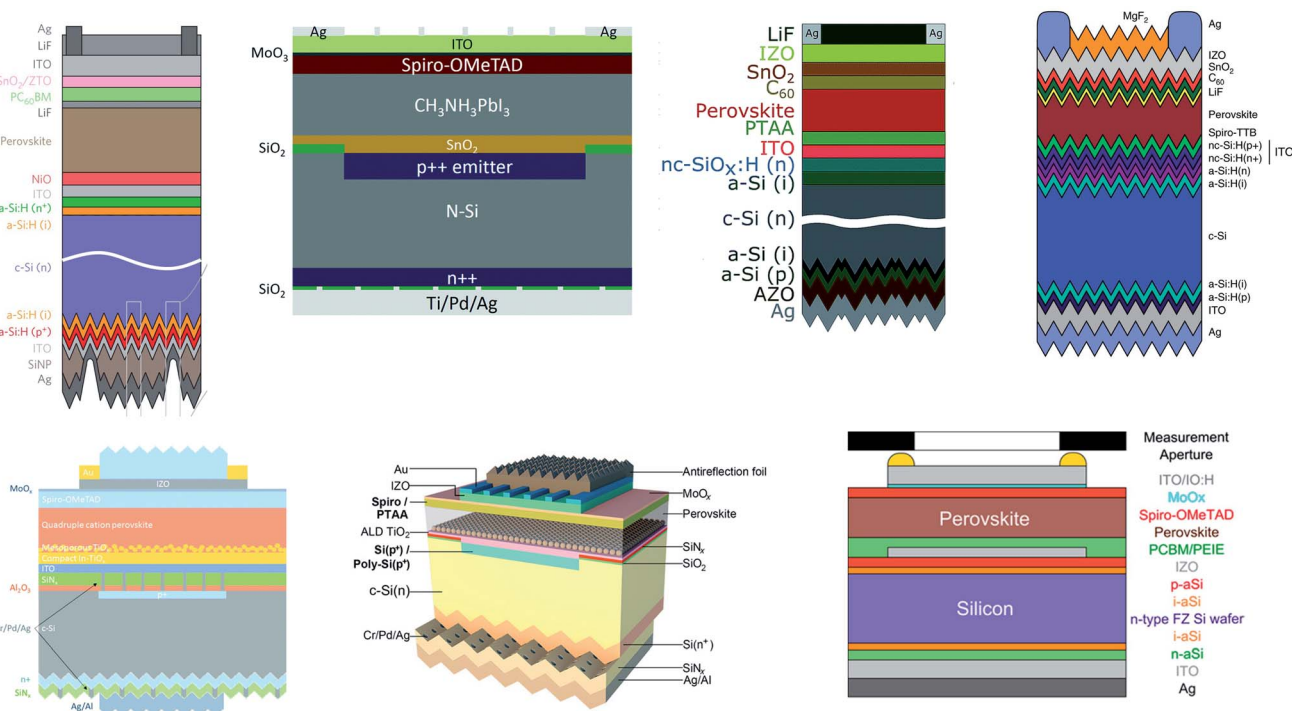 Ag
LiF
ITO
SnO₂/ZTO
PC₆₀BM
LiF
Perovskite
NiO
ITO
a-Si:H (n⁺)
a-Si:H (i)
c-Si (n)
a-Si:H (i)
a-Si:H (p⁺)
ITO
SiNP
Ag
Ag
Ag
ITO
MoO₃
Spiro-OMeTAD
CH₃NH₃PbI₃
SnO₂
SiO₂
p++ emitter
N-Si
n++
SiO₂
Ti/Pd/Ag
LiF
Ag
Ag
IZO
SnO₂
C₆₀
Perovskite
PTAA
ITO
nc-SiOₓ:H (n)
a-Si (i)
c-Si (n)
a-Si (i)
a-Si (p)
AZO
Ag
MgF₂
Ag
IZO
SnO₂
C₆₀
LiF
Perovskite
Spiro-TTB
nc-Si:H(p+)
nc-Si:H(n+)
ITO
a-Si:H(n)
a-Si:H(i)
c-Si
a-Si:H(i)
a-Si:H(p)
ITO
Ag
Au
IZO
MoOₓ
Spiro-OMeTAD
Quadruple cation perovskite
Mesoporous TiO₂
Compact In-TiOₓ
ITO
SiNₓ
Al₂O₃
p+
r/Pd/Ag
c-Si
n+
SiNₓ
Ag/Al
Au
IZO
Spiro /
PTAA
ALD TiO₂
Si(p⁺)/
Poly-Si(p⁺)
c-Si(n)
Cr/Pd/Ag
Antireflection foil
MoOₓ
Perovskite
SiNₓ
SiO₂
Si(n⁺)
SiNₓ
Ag/Al
Measurement
Aperture
ITO/IO:H
MoOx
Spiro-OMeTAD
Perovskite
Perovskite
PCBM/PEIE
IZO
p-aSi
i-aSi
Silicon
n-type FZ Si wafer
i-aSi
n-aSi
ITO
Ag